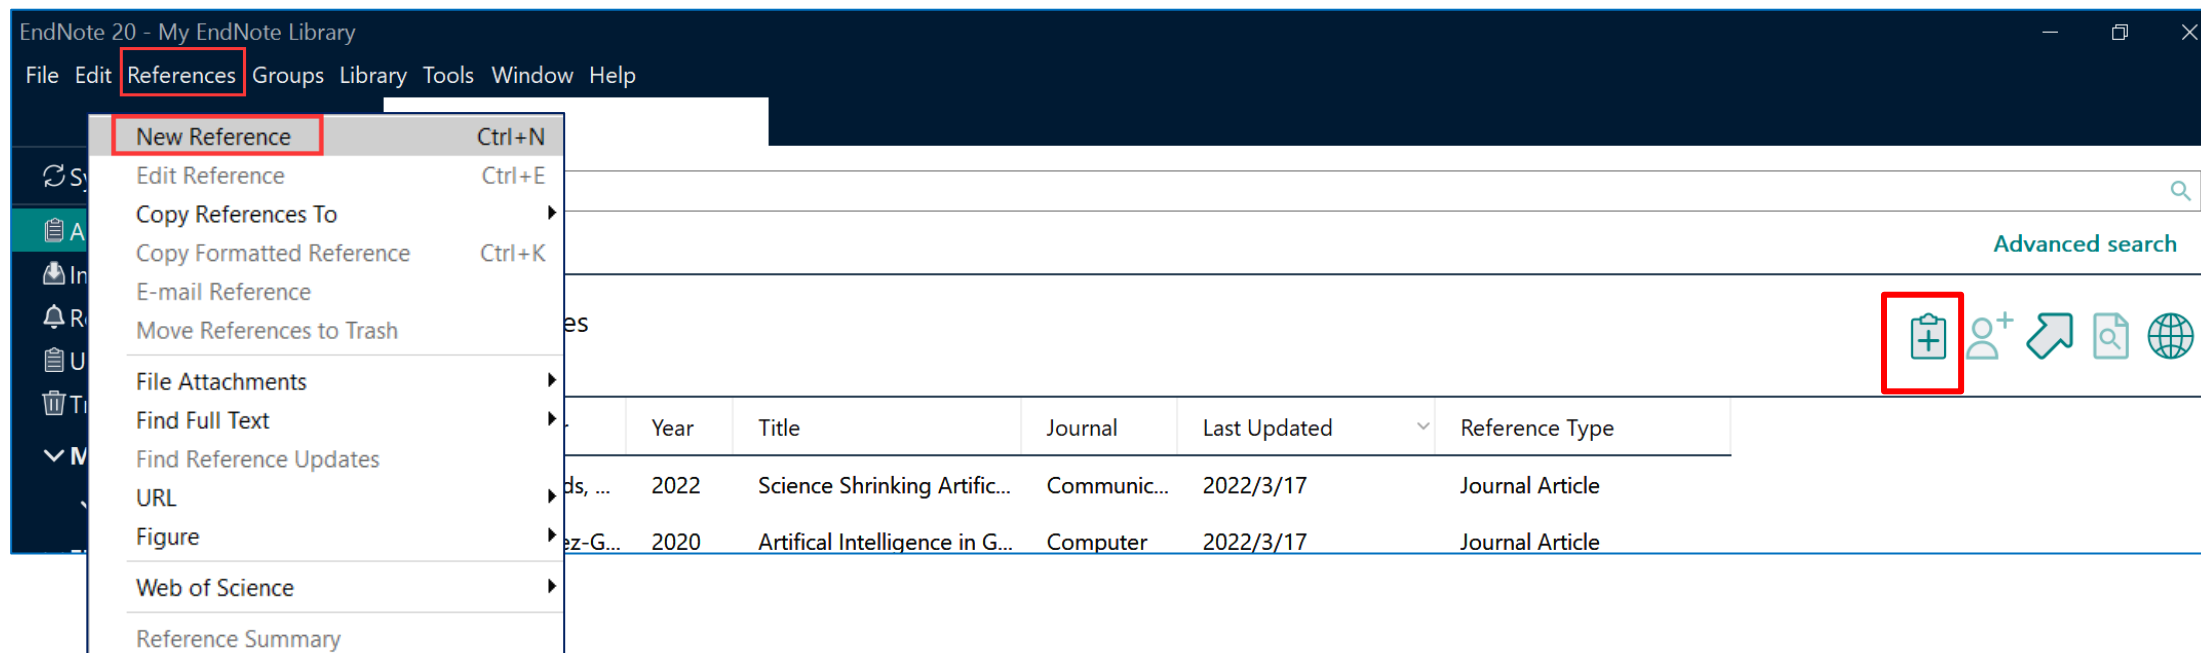 EndNote 20 - My EndNote Library
File Edit References Groups Library Tools Window Help
New Reference Ctrl+N
Edit Reference Ctrl+E
Copy References To
Copy Formatted Reference Ctrl+K
E-mail Reference
Move References to Trash
File Attachments
Find Full Text
Find Reference Updates
URL
Figure
Web of Science
Reference Summary
Advanced search
Year Title Journal Last Updated Reference Type
2022 Science Shrinking Artific... Communic... 2022/3/17 Journal Article
2020 Artifical Intelligence in G... Computer 2022/3/17 Journal Article